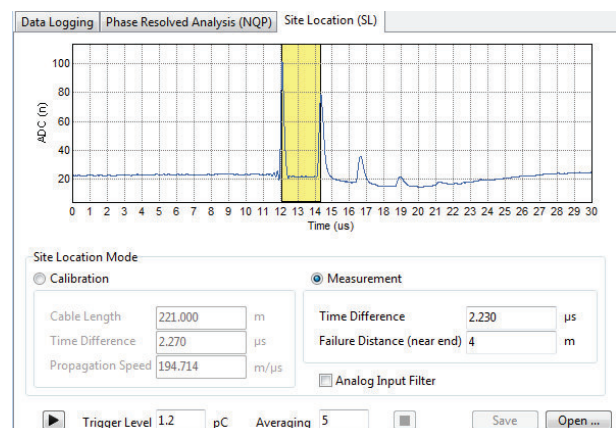 Data Logging Phase Resolved Analysis (NQP) Site Location (SL)
100
80
60
40
20
ADC (n)
0 1 2 3 4 5 6 7 8 9 10 11 12 13 14 15 16 17 18 19 20 21 22 23 24 25 26 27 28 29 30
Time (us)
Site Location Mode
Calibration Measurement
Cable Length 221.000 m Time Difference 2.230 μs
Time Difference 2.270 μs Failure Distance (near end) 4 m
Propagation Speed 194.714 m/μs
Analog Input Filter
Trigger Level 1.2 pC Averaging 5 Save Open ...